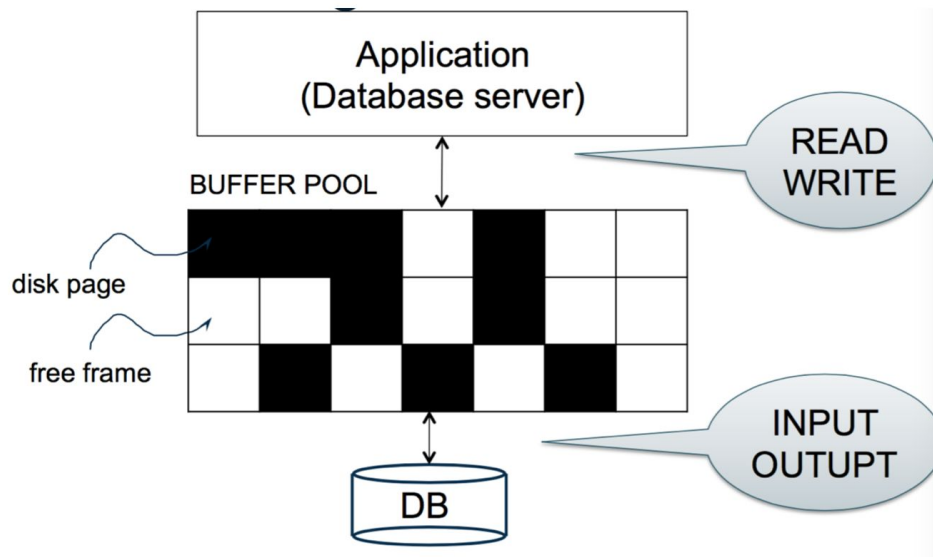 Application
(Database server)
READ
WRITE
BUFFER POOL
disk page
free frame
INPUT
OUTUPT
DB